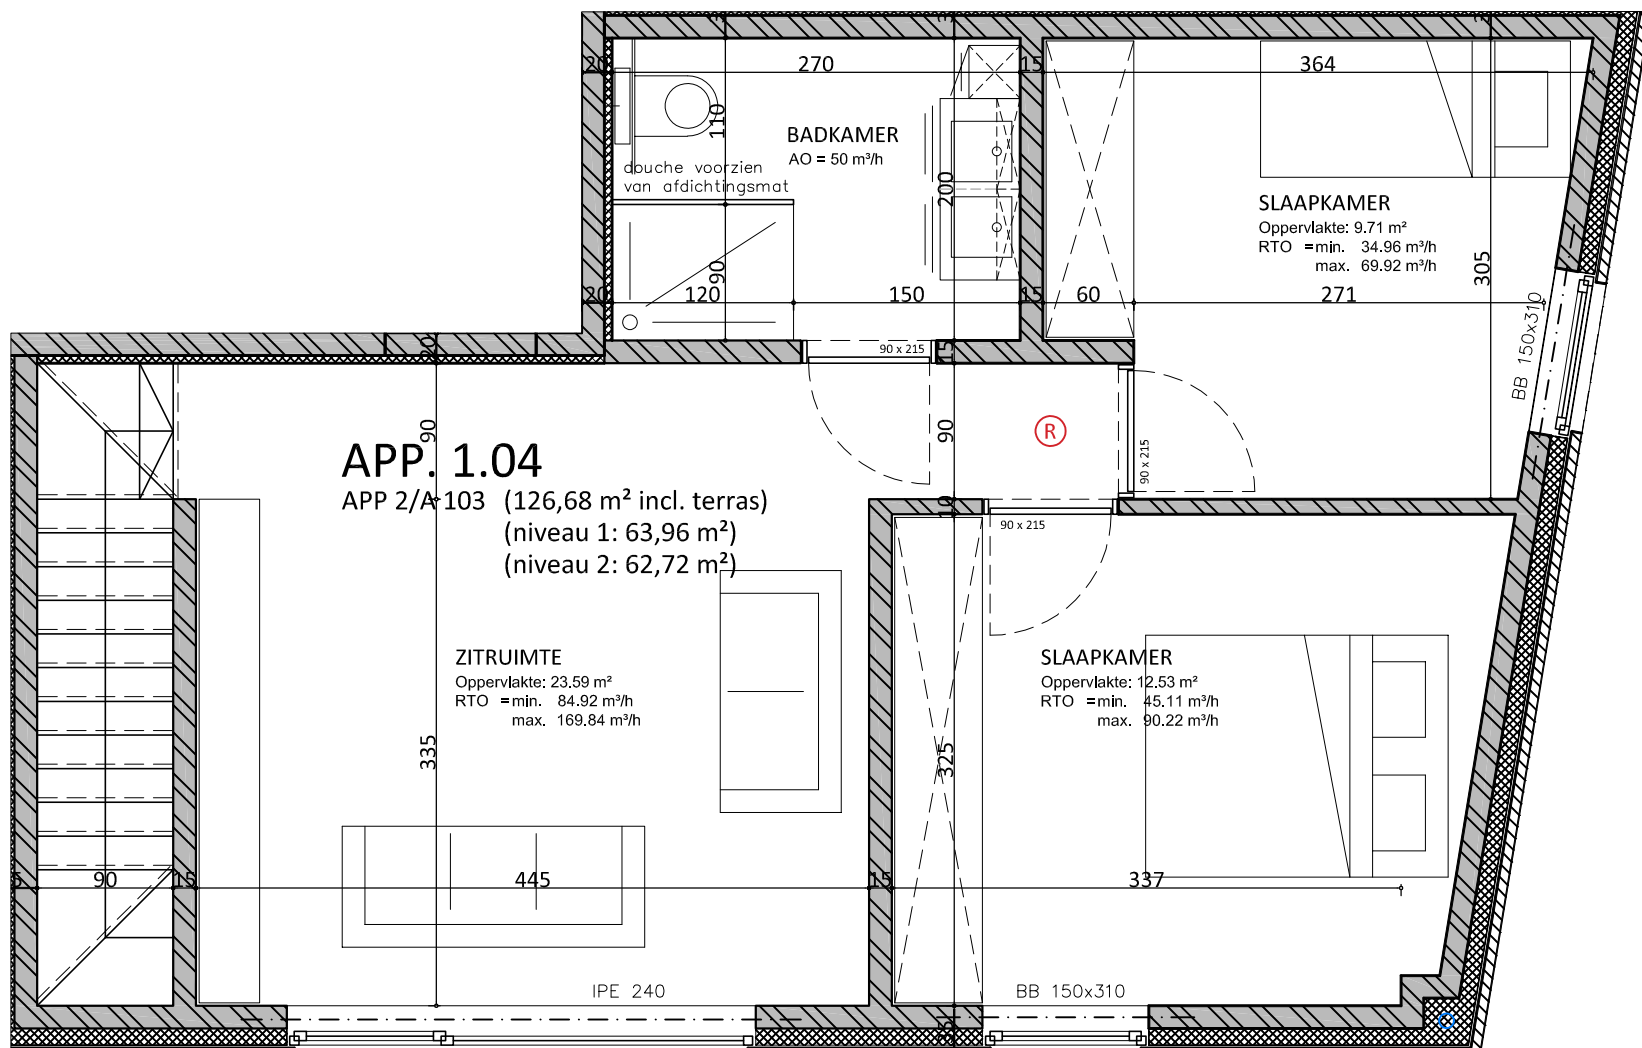 20
270
15
364
110
BADKAMER
AO = 50 m³/h
douche voorzien
van afdichtingsmat
200
SLAAPKAMER
Oppervlakte: 9.71 m²
RTO =min. 34.96 m³/h
max. 69.92 m³/h
90
305
20
120
150
15
60
271
BB 150x310
20
90 x 215
15
90
90
R
90 x 215
APP. 1.04
APP 2/A 103 (126,68 m² incl. terras)
(niveau 1: 63,96 m²)
(niveau 2: 62,72 m²)
10
90 x 215
ZITRUIMTE
Oppervlakte: 23.59 m²
RTO =min. 84.92 m³/h
max. 169.84 m³/h
SLAAPKAMER
Oppervlakte: 12.53 m²
RTO =min. 45.11 m³/h
max. 90.22 m³/h
335
325
90
15
445
15
337
IPE 240
BB 150x310
35